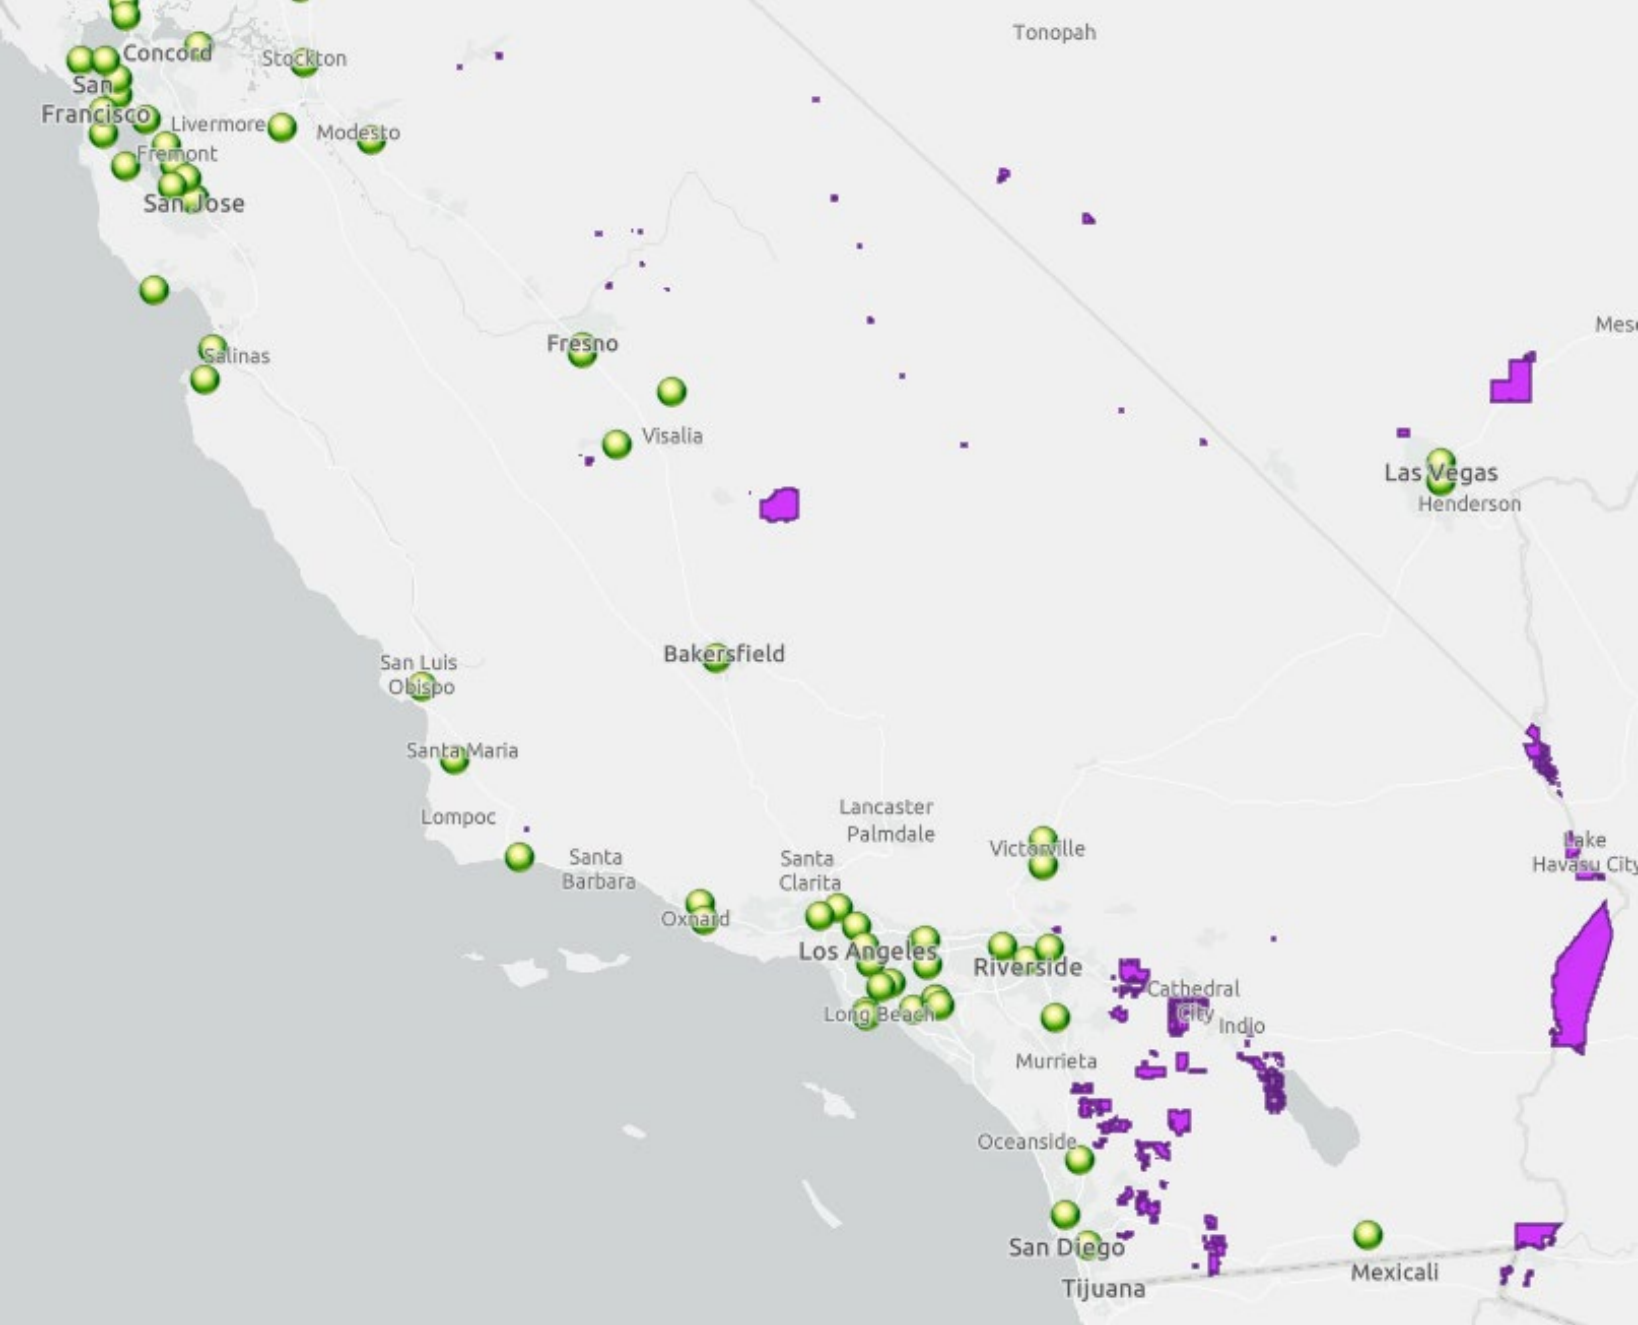 Tonopah
Concord
Stockton
San
Francisco
Livermore
Modesto
Fremont
San Jose
Fresno
Salinas
Visalia
Las Vegas
Henderson
Bakersfield
San Luis
Obispo
Santa Maria
Lompoc
Santa
Barbara
Lancaster
Palmdale
Santa
Clarita
Victorville
Lake
Havasu City
Oxnard
Los Angeles
Riverside
Long Beach
Cathedral
City
Indio
Murrieta
Oceanside
San Diego
Tijuana
Mexicali